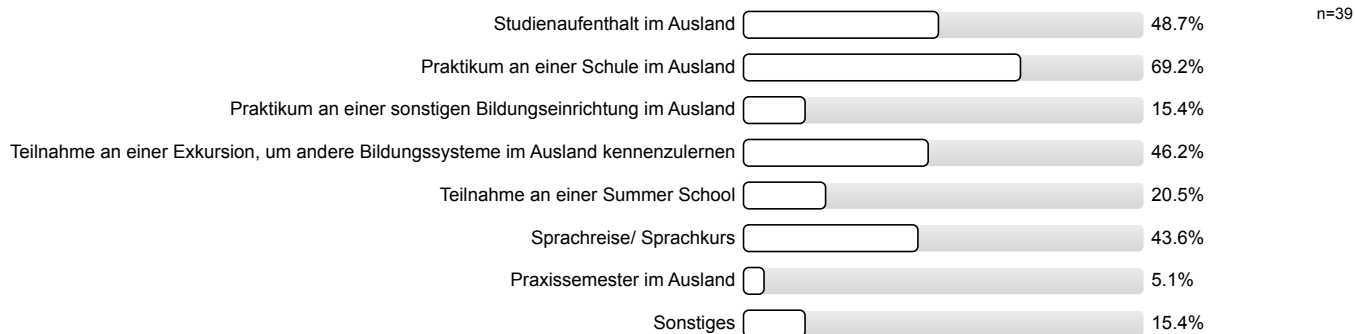 Studienaufenthalt im Ausland 48.7% n=39
Praktikum an einer Schule im Ausland 69.2%
Praktikum an einer sonstigen Bildungseinrichtung im Ausland 15.4%
Teilnahme an einer Exkursion, um andere Bildungssysteme im Ausland kennenzulernen 46.2%
Teilnahme an einer Summer School 20.5%
Sprachreise/ Sprachkurs 43.6%
Praxissemester im Ausland 5.1%
Sonstiges 15.4%